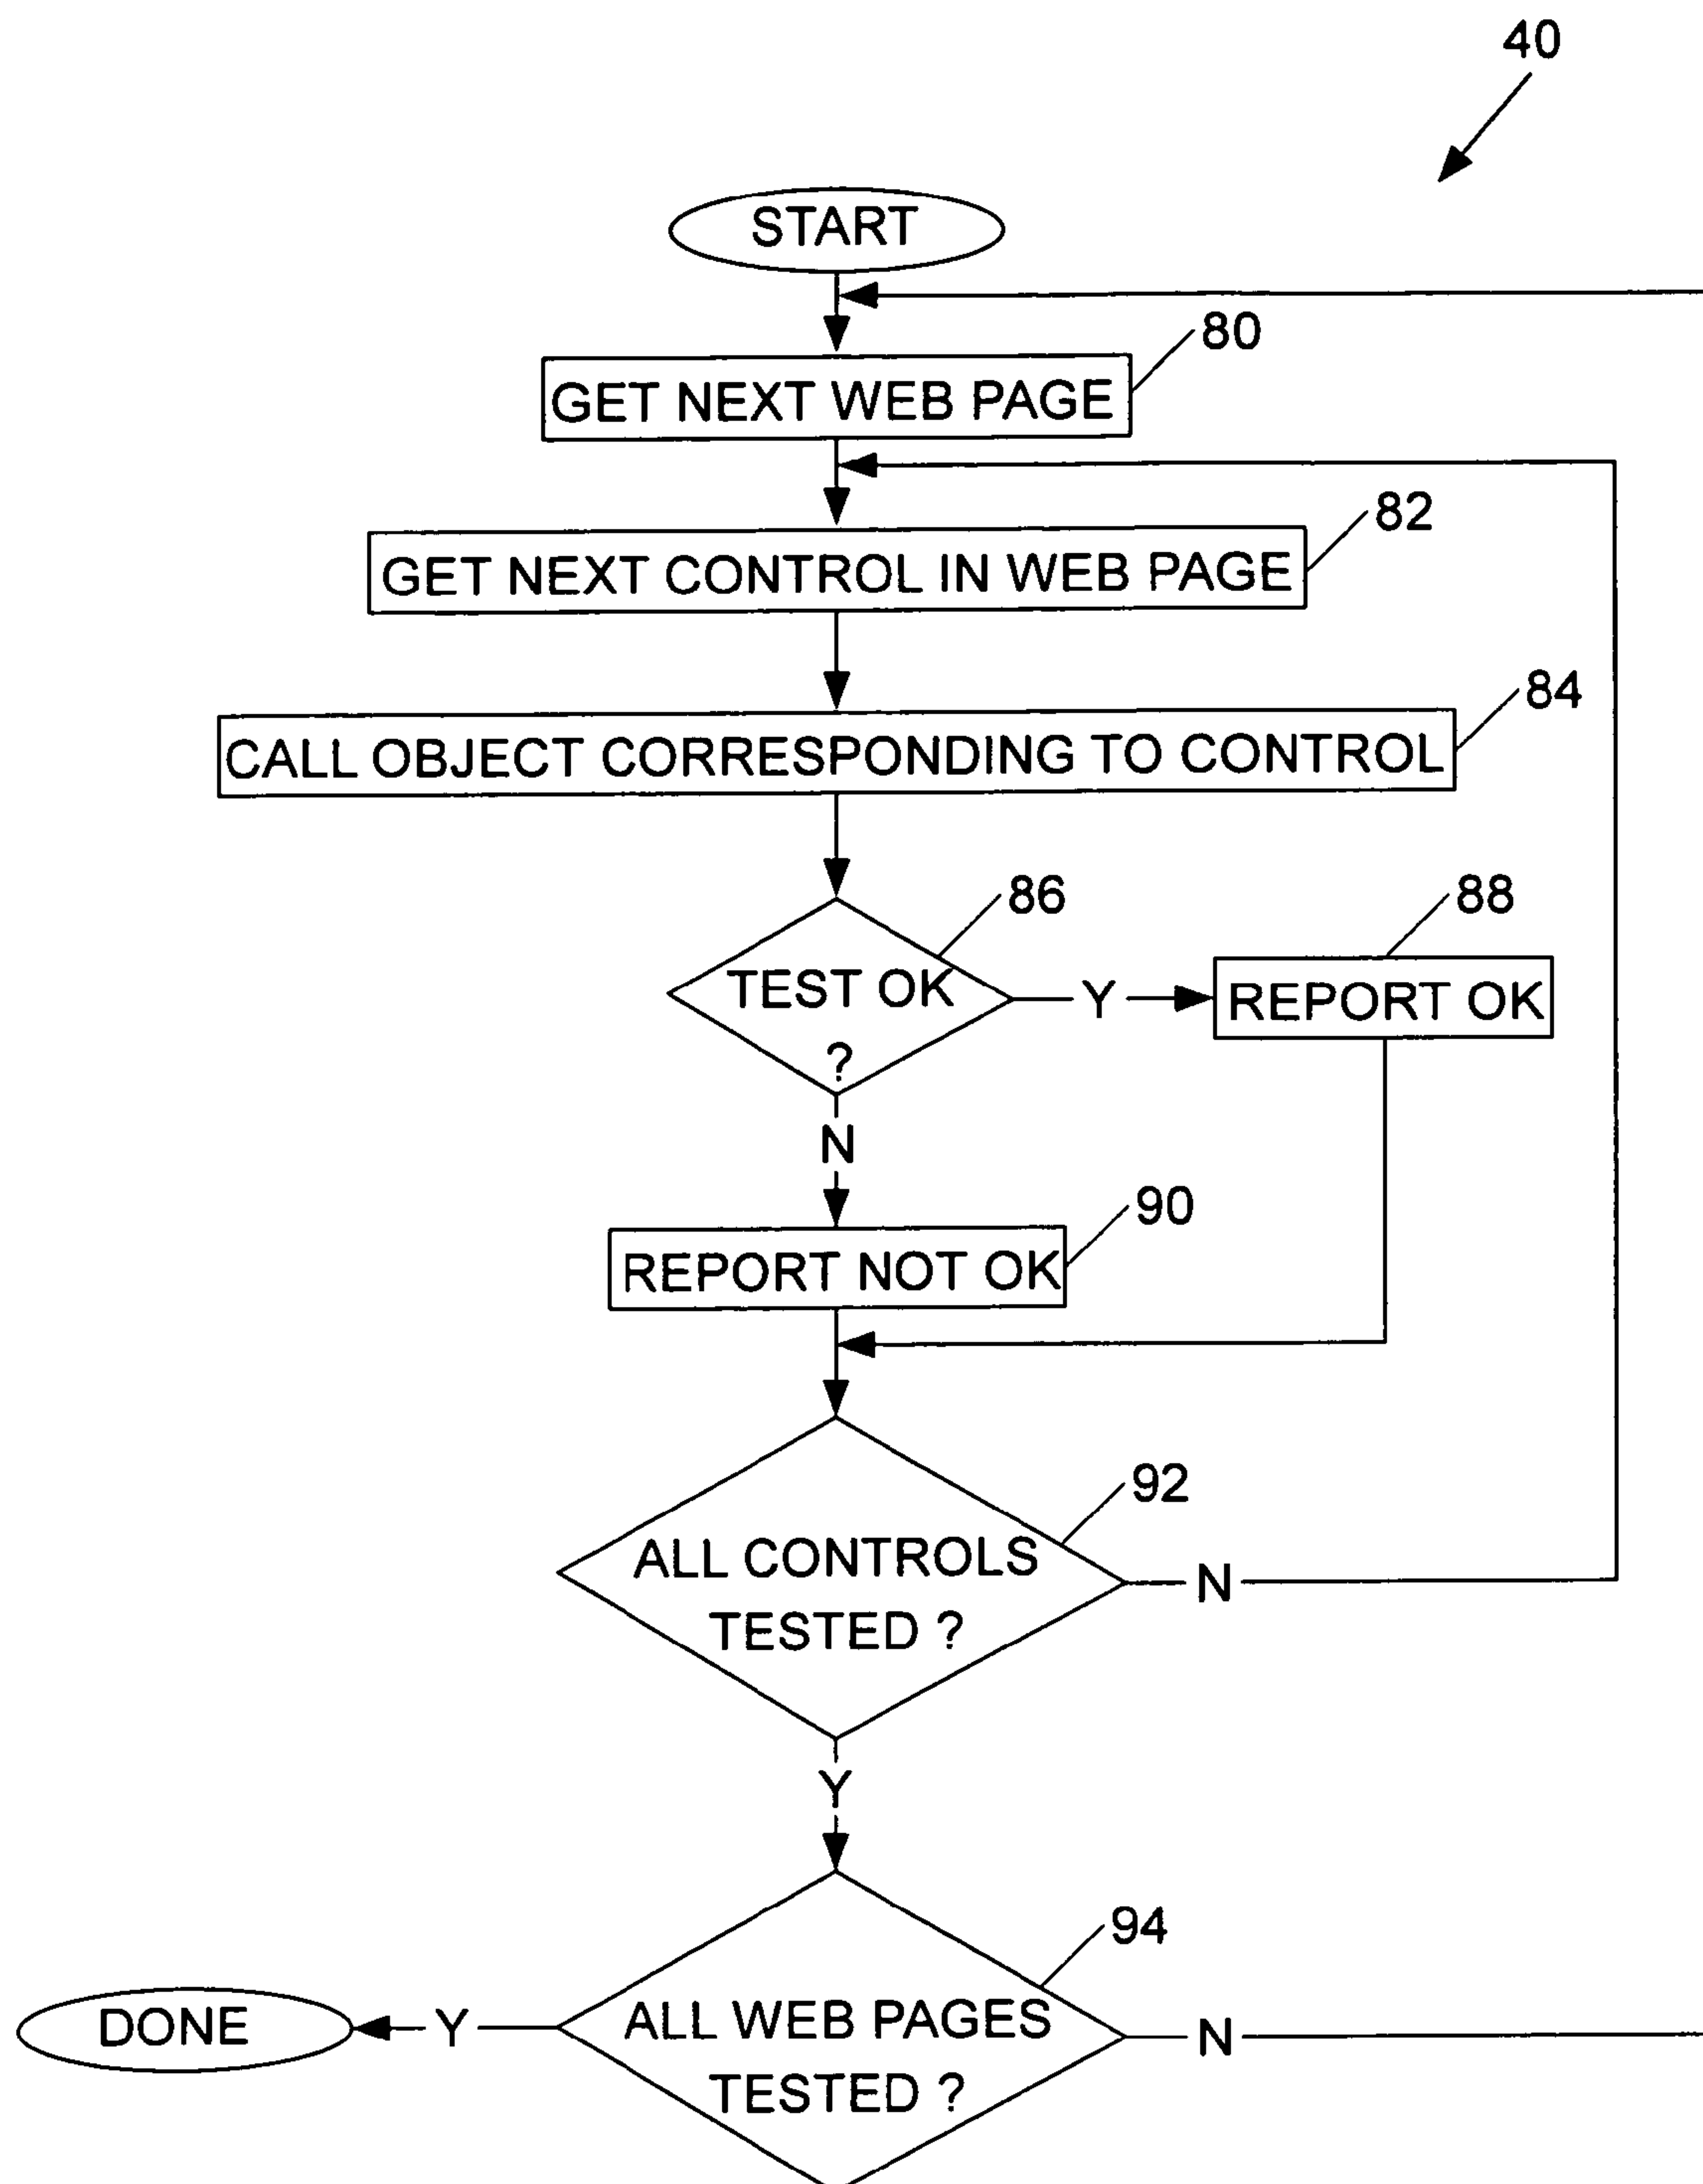 40
START
80
GET NEXT WEB PAGE
82
GET NEXT CONTROL IN WEB PAGE
84
CALL OBJECT CORRESPONDING TO CONTROL
86
88
TEST OK
?
Y
REPORT OK
N
90
REPORT NOT OK
92
ALL CONTROLS
TESTED ?
N
Y
94
DONE
Y
ALL WEB PAGES
TESTED ?
N